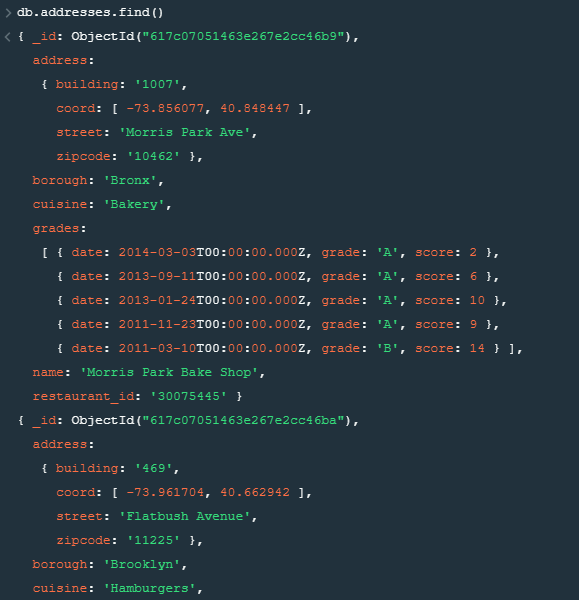 > db.addresses.find()
< { _id: ObjectId("617c07051463e267e2cc46b9"),
address:
{ building: '1007',
coord: [ -73.856077, 40.848447 ],
street: 'Morris Park Ave',
zipcode: '10462' },
borough: 'Bronx',
cuisine: 'Bakery',
grades:
[ { date: 2014-03-03T00:00:00.000Z, grade: 'A', score: 2 },
{ date: 2013-09-11T00:00:00.000Z, grade: 'A', score: 6 },
{ date: 2013-01-24T00:00:00.000Z, grade: 'A', score: 10 },
{ date: 2011-11-23T00:00:00.000Z, grade: 'A', score: 9 },
{ date: 2011-03-10T00:00:00.000Z, grade: 'B', score: 14 } ],
name: 'Morris Park Bake Shop',
restaurant_id: '30075445' }
{ _id: ObjectId("617c07051463e267e2cc46ba"),
address:
{ building: '469',
coord: [ -73.961704, 40.662942 ],
street: 'Flatbush Avenue',
zipcode: '11225' },
borough: 'Brooklyn',
cuisine: 'Hamburgers',